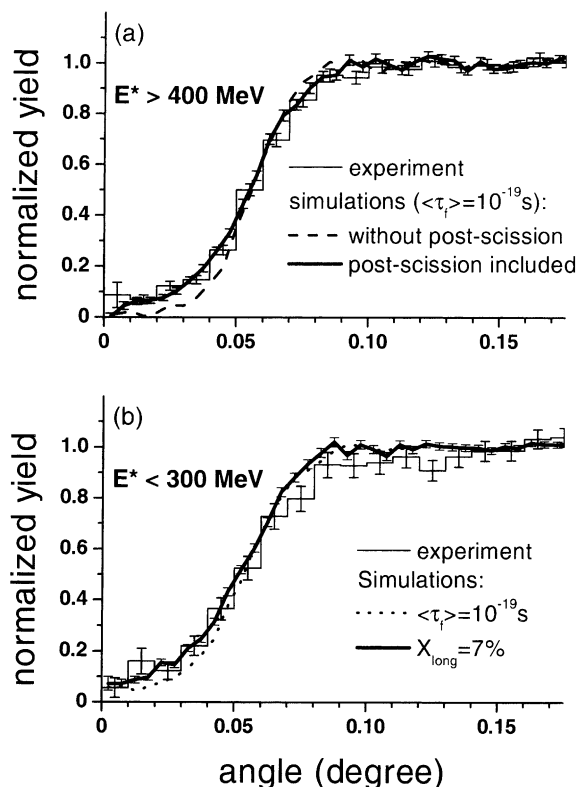 (a)
E* > 400 MeV
experiment
simulations (<τf>=10-19s):
without post-scission
post-scission included
normalized yield
1.0
0.8
0.6
0.4
0.2
0
0 0.05 0.10 0.15
(b)
E* < 300 MeV
experiment
Simulations:
<τf>=10-19s
Xlong=7%
normalized yield
1.0
0.8
0.6
0.4
0.2
0
0 0.05 0.10 0.15
angle (degree)